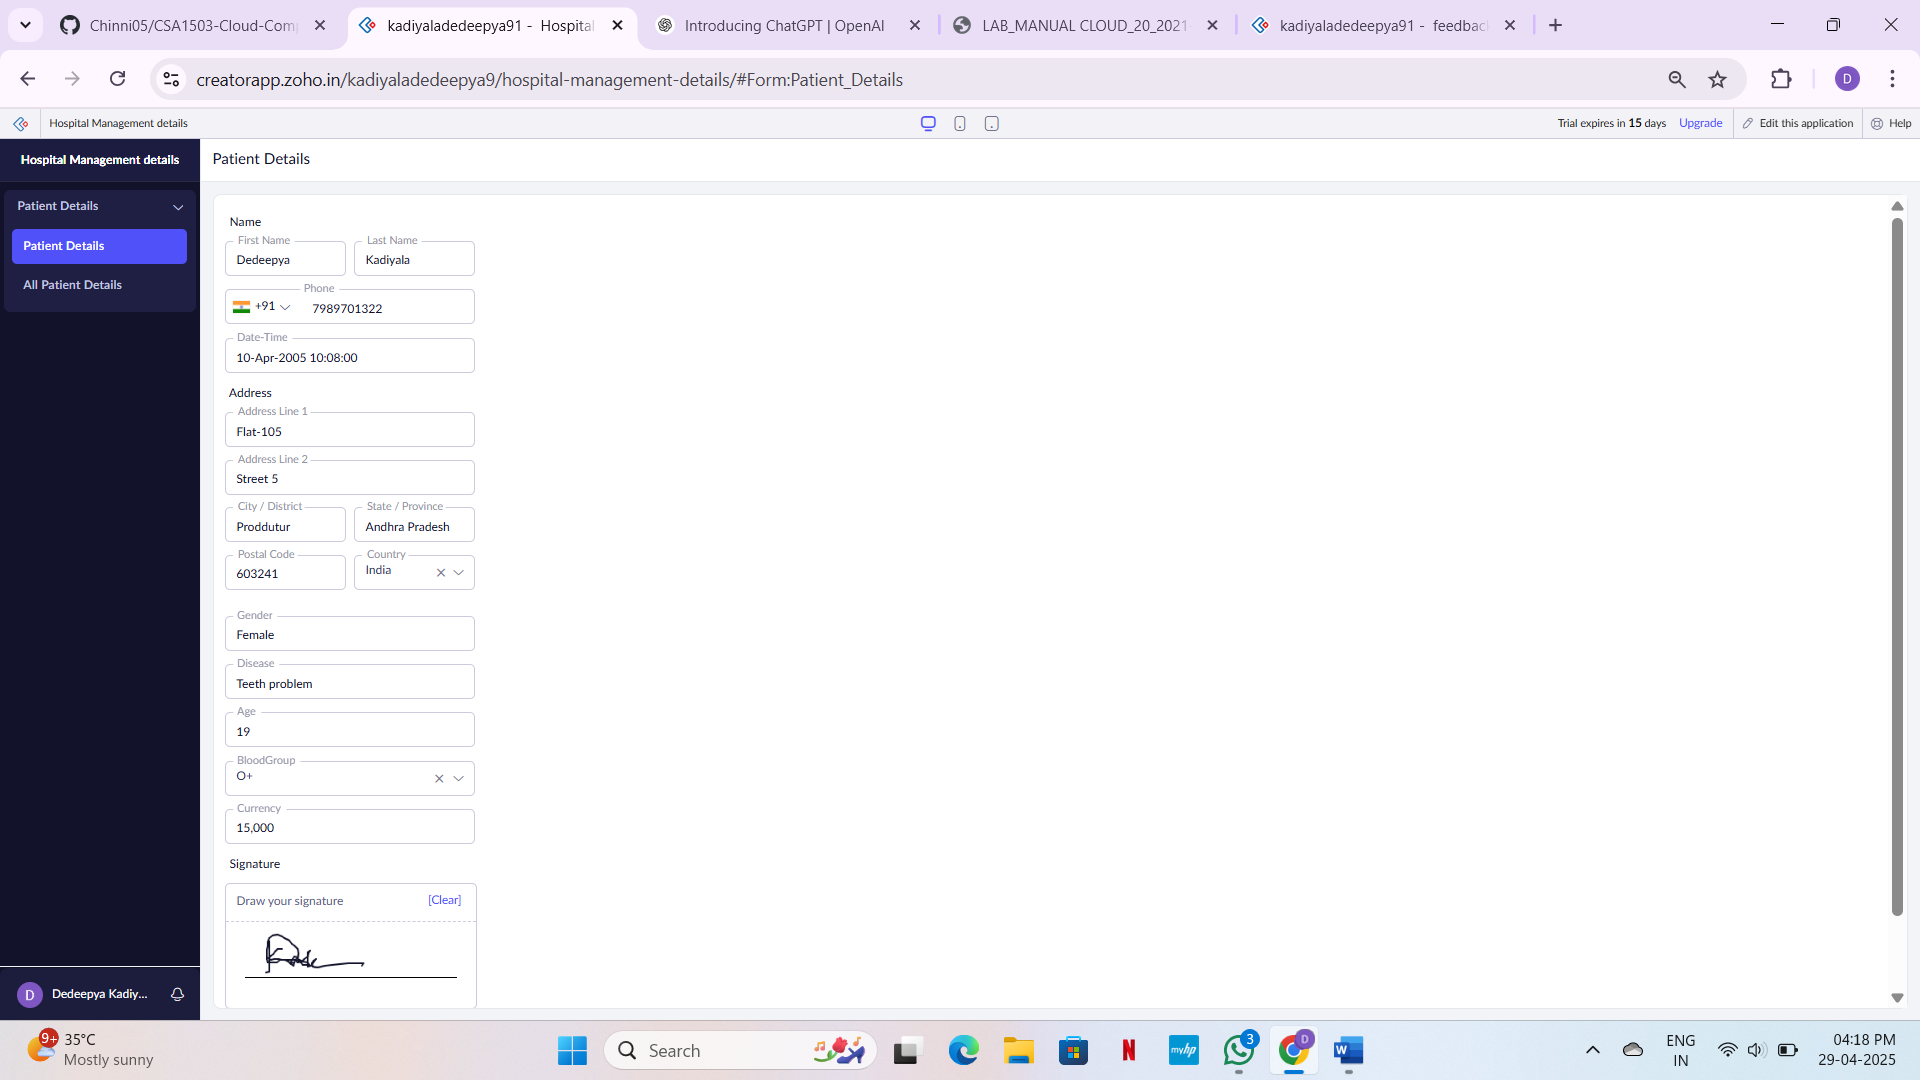 Chinni05/CSA1503-Cloud-Com
kadiyaladedeepya91 - Hospital
Introducing ChatGPT | OpenAI
LAB_MANUAL CLOUD_20_2021
kadiyaladedeepya91 - feedbac
creatorapp.zoho.in/kadiyaladedeepya9/hospital-management-details/#Form:Patient_Details
D
Hospital Management details
Trial expires in 15 days
Upgrade
Edit this application
Help
Hospital Management details
Patient Details
Patient Details
All Patient Details
Patient Details
Name
First Name
Last Name
Dedeepya
Kadiyala
Phone
+91
7989701322
Date-Time
10-Apr-2005 10:08:00
Address
Address Line 1
Flat-105
Address Line 2
Street 5
City / District
State / Province
Proddutur
Andhra Pradesh
Postal Code
Country
603241
India
Gender
Female
Disease
Teeth problem
Age
19
BloodGroup
O+
Currency
15,000
Signature
Draw your signature
[Clear]
D
Dedeepya Kadiy...
9+
35°C
Mostly sunny
Search
N
myhp
3
D
W
ENG
IN
04:18 PM
29-04-2025